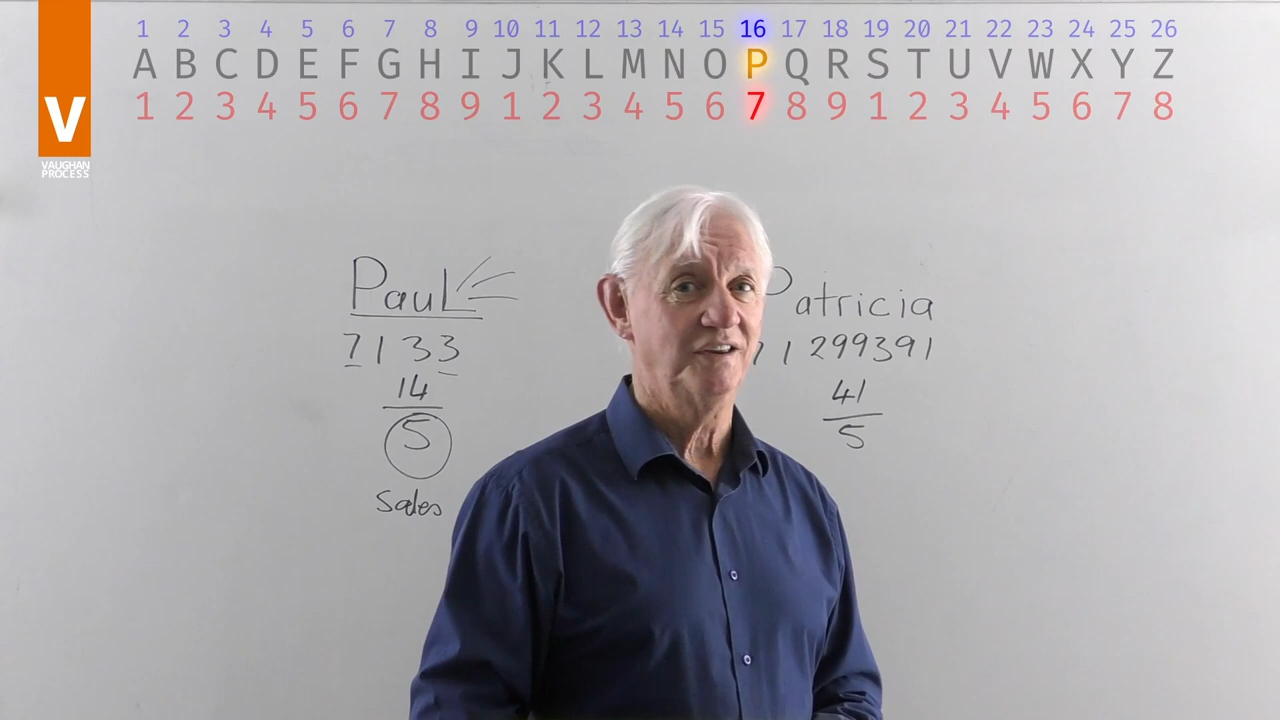 1 2 3 4 5 6 7 8 9 10 11 12 13 14 15 16 17 18 19 20 21 22 23 24 25 26
A B C D E F G H I J K L M N O P Q R S T U V W X Y Z
1 2 3 4 5 6 7 8 9 1 2 3 4 5 6 7 8 9 1 2 3 4 5 6 7 8
V
VAUGHAN
PROCESS
Paul
7133
14
5
Sales
Patricia
71299391
41
5